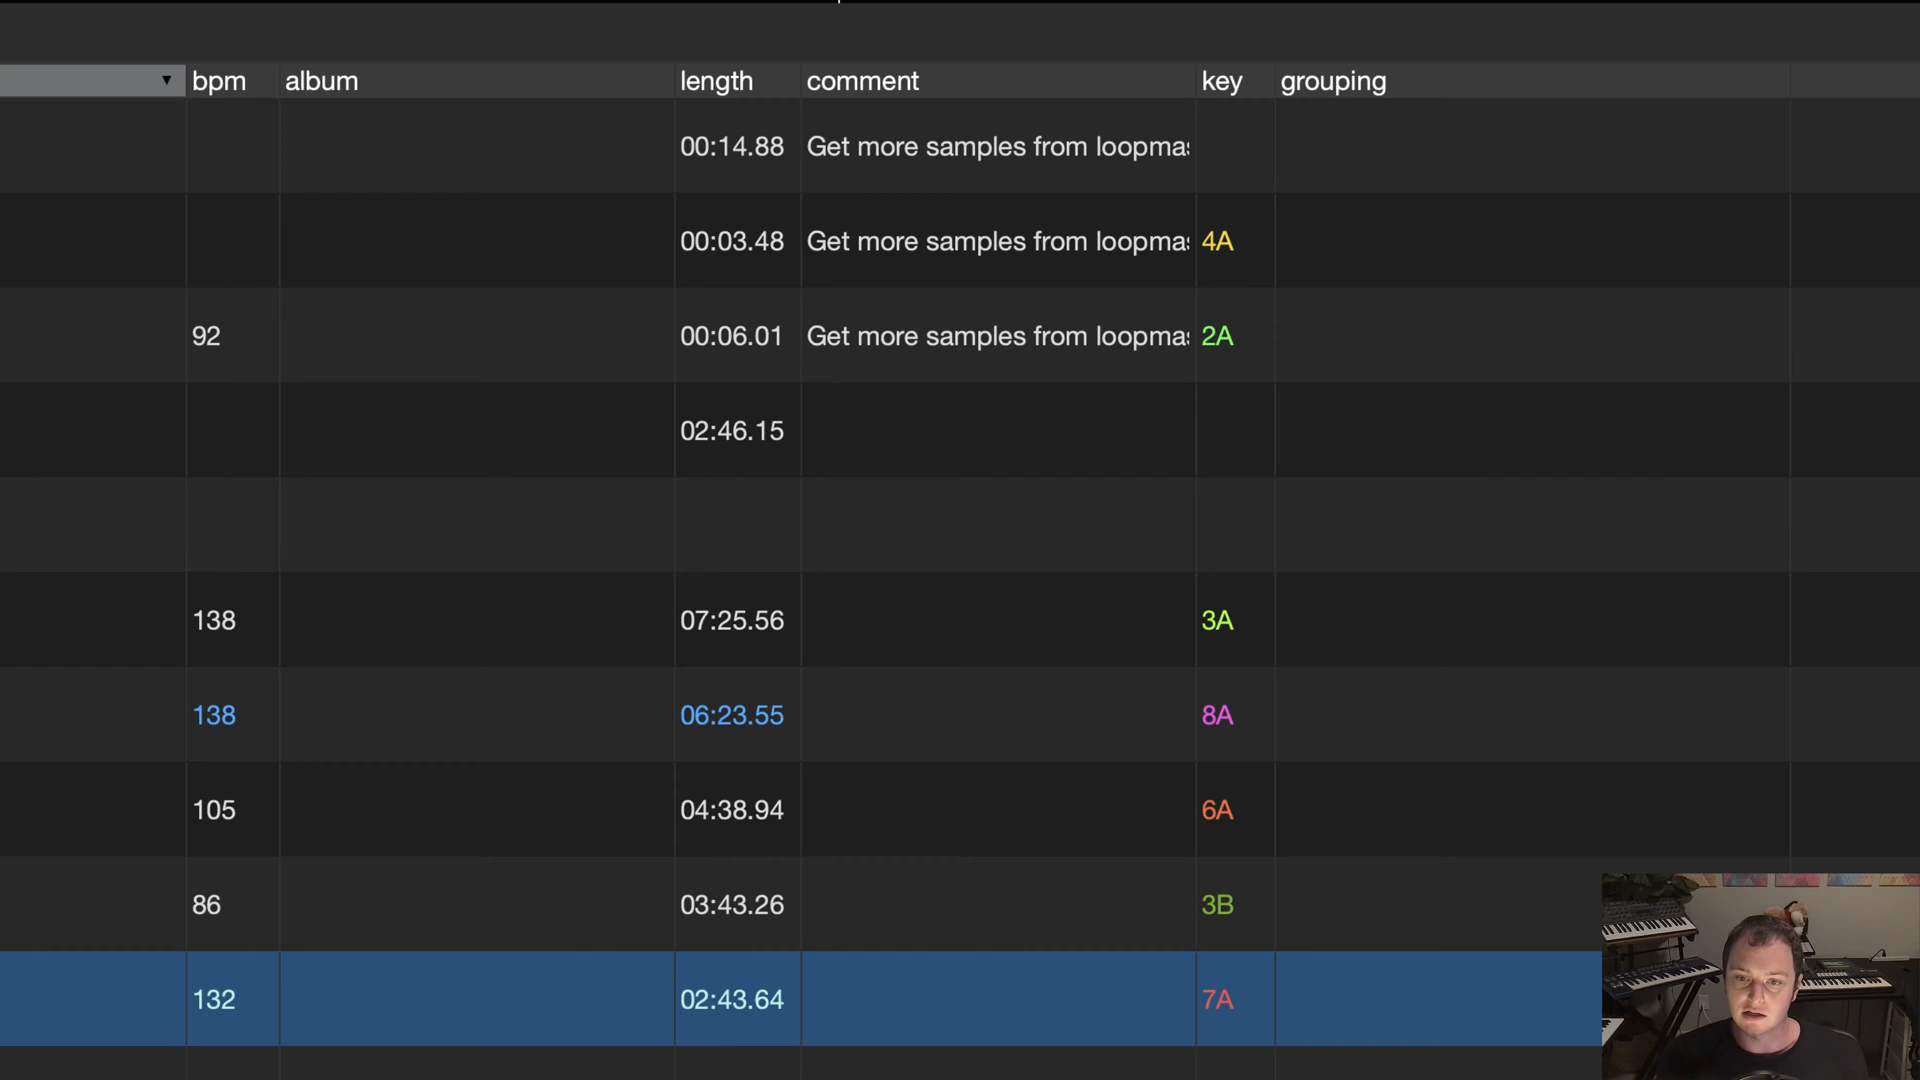 bpm album length comment key grouping
00:14.88 Get more samples from loopmas
00:03.48 Get more samples from loopmas 4A
92 00:06.01 Get more samples from loopmas 2A
02:46.15
138 07:25.56 3A
138 06:23.55 8A
105 04:38.94 6A
86 03:43.26 3B
132 02:43.64 7A